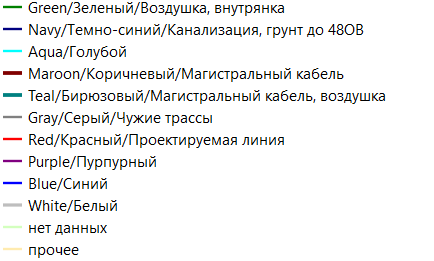 Green/Зеленый/Воздушка, внутрянка
Navy/Темно-синий/Канализация, грунт до 48ОВ
Aqua/Голубой
Maroon/Коричневый/Магистральный кабель
Teal/Бирюзовый/Магистральный кабель, воздушка
Gray/Серый/Чужие трассы
Red/Красный/Проектируемая линия
Purple/Пурпурный
Blue/Синий
White/Белый
нет данных
прочее